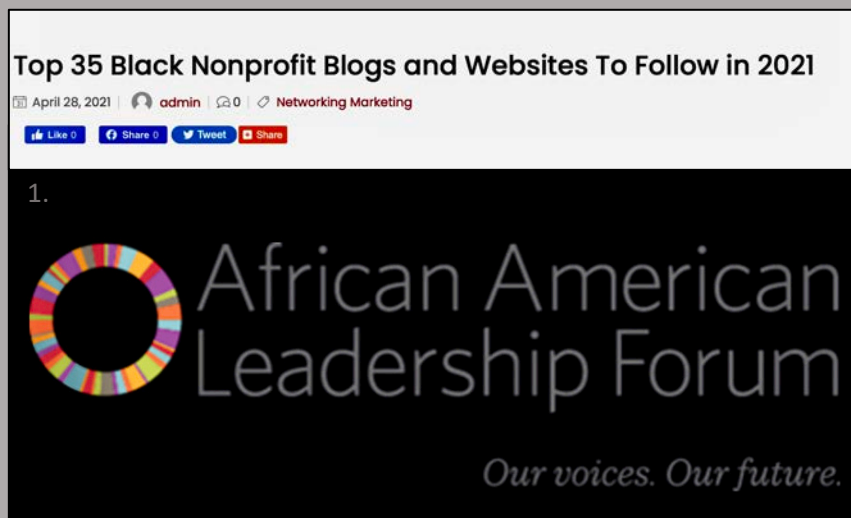 Top 35 Black Nonprofit Blogs and Websites To Follow in 2021
April 28, 2021 admin 0 Networking Marketing
Like 0 Share 0 Tweet Share
1.
African American
Leadership Forum
Our voices. Our future.